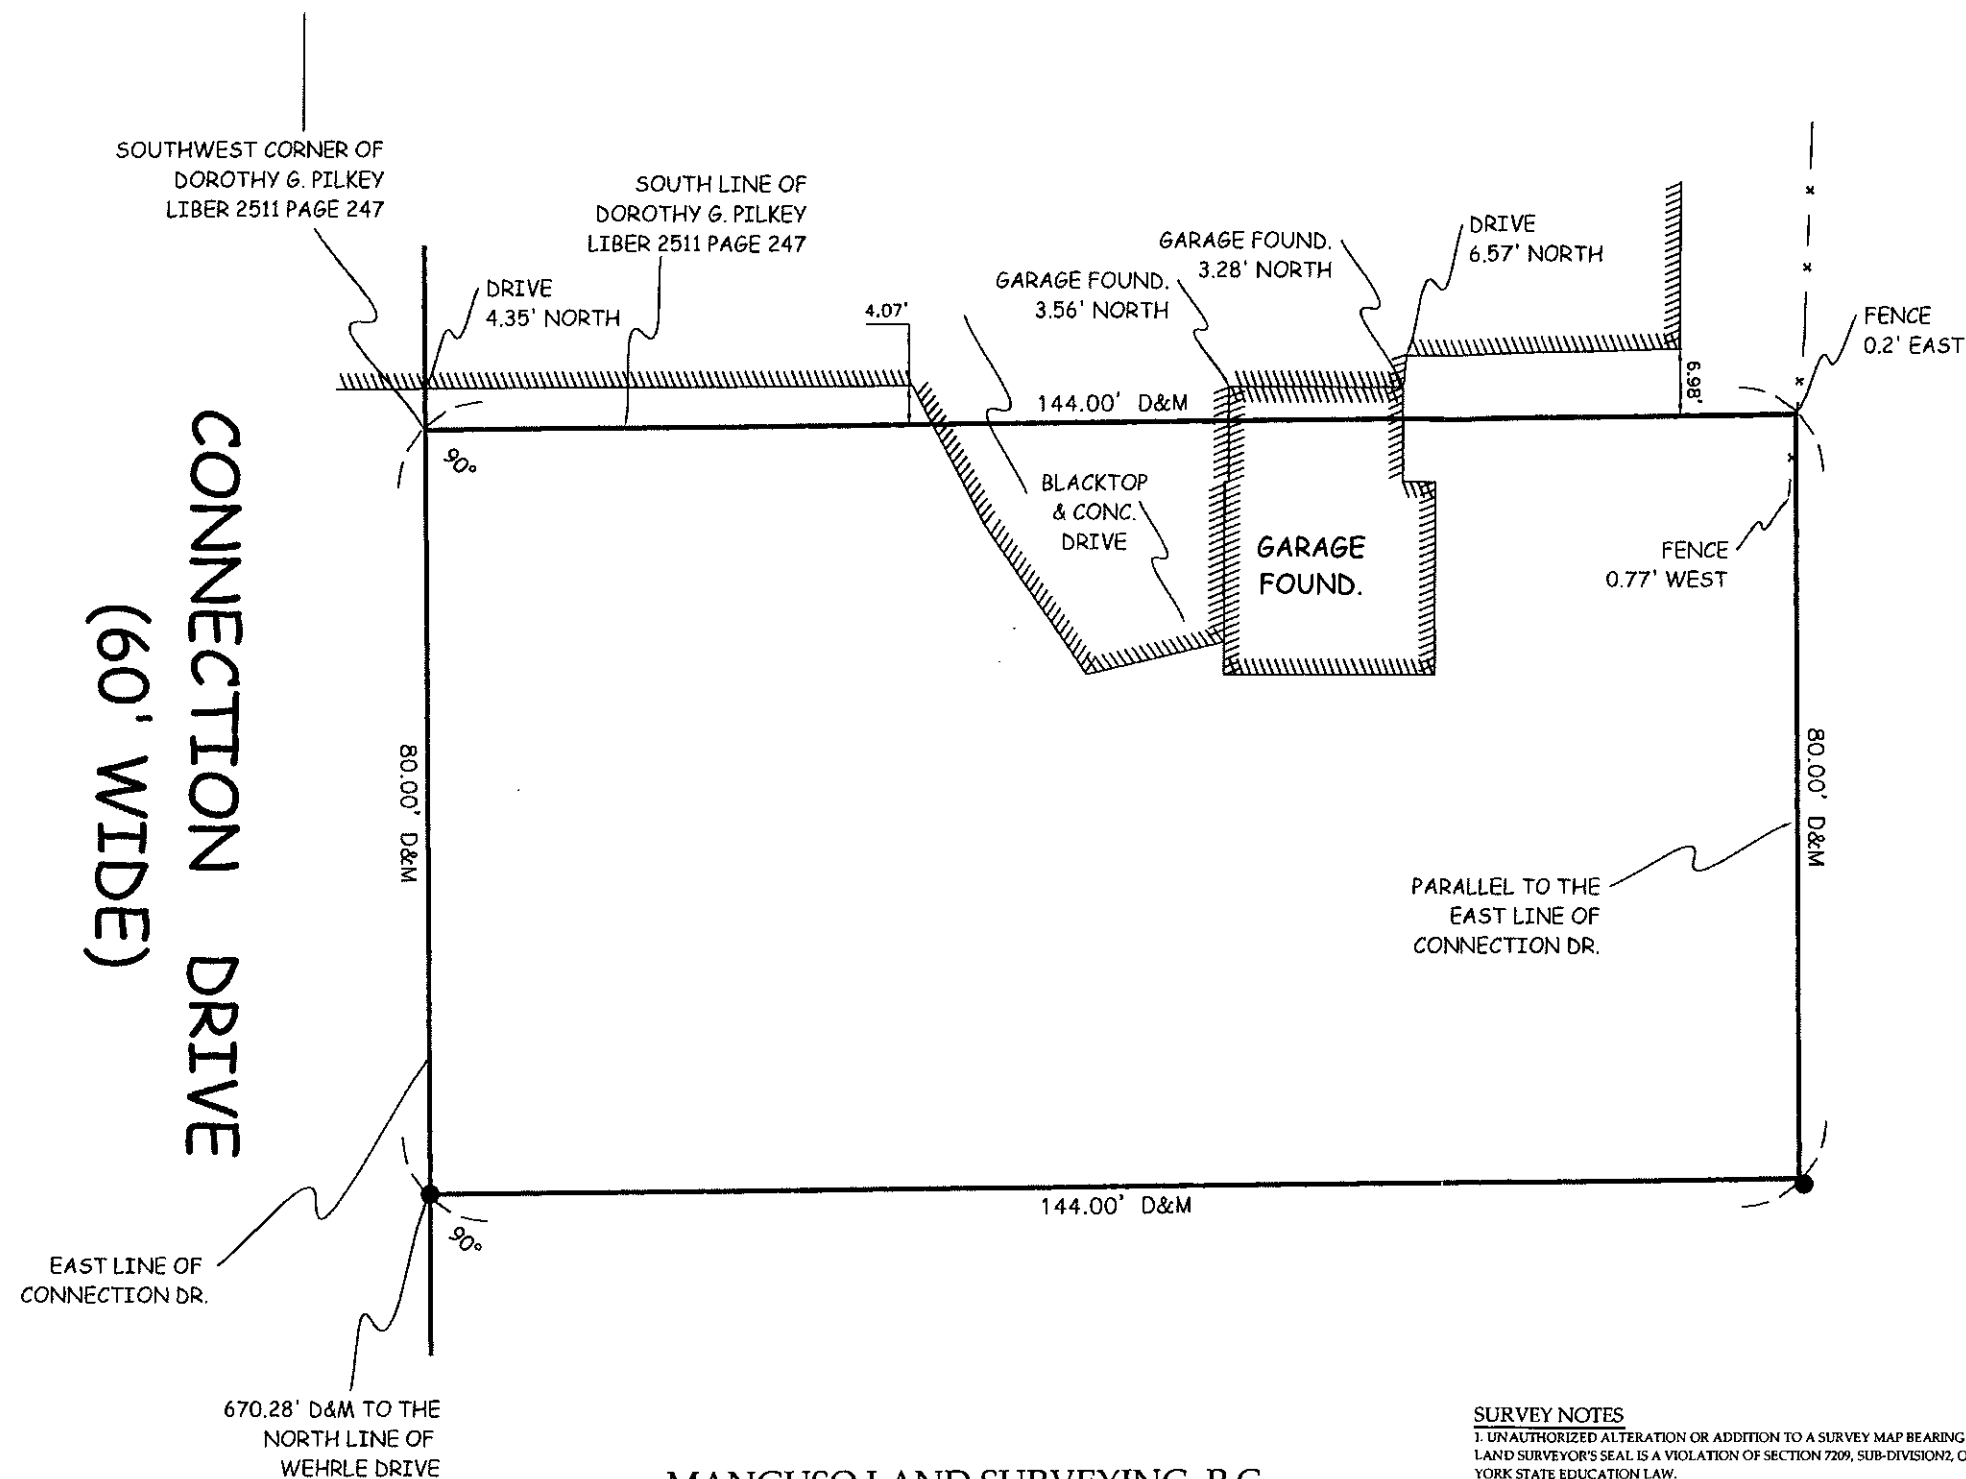 SOUTHWEST CORNER OF
DOROTHY G. PILKEY
LIBER 2511 PAGE 247
SOUTH LINE OF
DOROTHY G. PILKEY
LIBER 2511 PAGE 247
DRIVE
4.35' NORTH
4.07'
GARAGE FOUND.
3.56' NORTH
GARAGE FOUND.
3.28' NORTH
DRIVE
6.57' NORTH
FENCE
0.2' EAST
6.98'
144.00' D&M
90°
BLACKTOP
& CONC.
DRIVE
GARAGE
FOUND.
FENCE
0.77' WEST
CONNECTION DRIVE
(60' WIDE)
80.00' D&M
80.00' D&M
PARALLEL TO THE
EAST LINE OF
CONNECTION DR.
144.00' D&M
90°
EAST LINE OF
CONNECTION DR.
670.28' D&M TO THE
NORTH LINE OF
WEHRLE DRIVE
MANCUSO LAND SURVEYING, P.C.
SURVEY NOTES
1. UNAUTHORIZED ALTERATION OR ADDITION TO A SURVEY MAP BEARING
LAND SURVEYOR'S SEAL IS A VIOLATION OF SECTION 7209, SUB-DIVISION2,
YORK STATE EDUCATION LAW.